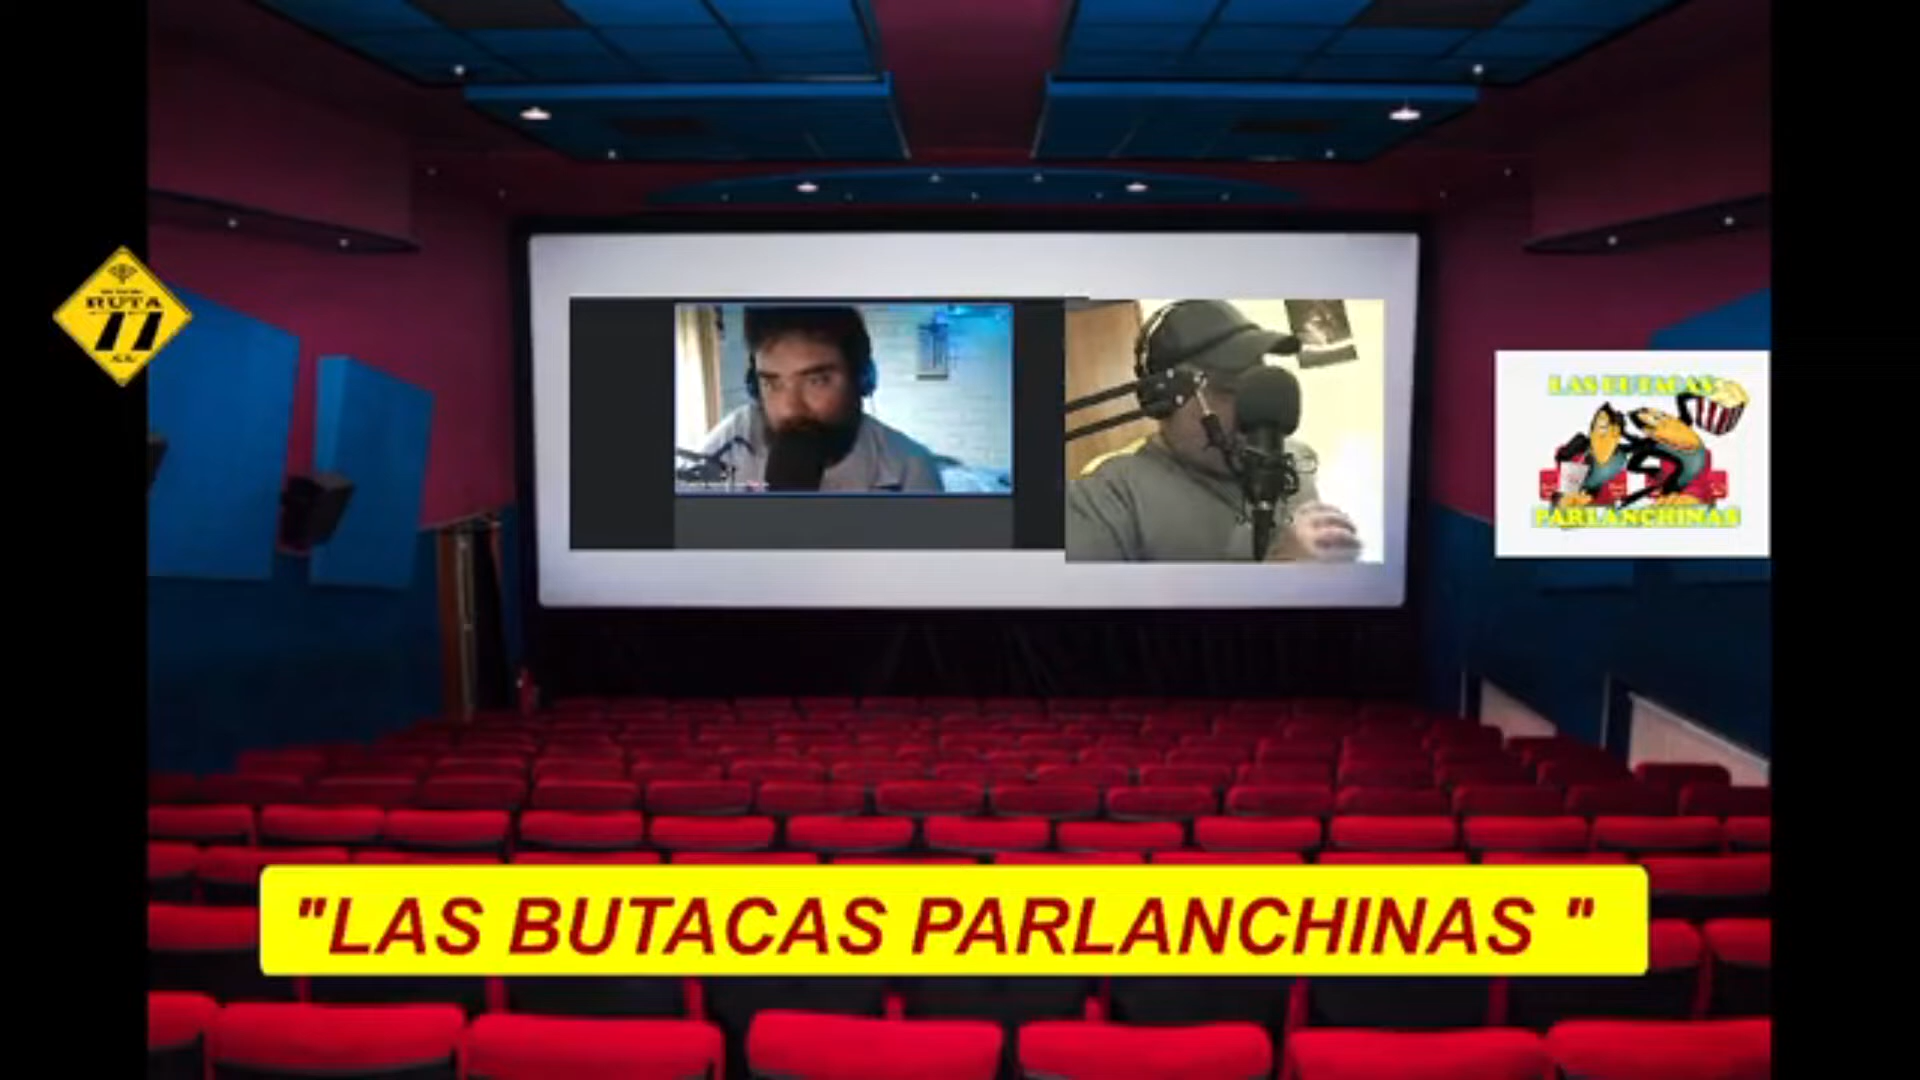 RUTA
11
LAS BUTACAS
PARLANCHINAS
"LAS BUTACAS PARLANCHINAS "